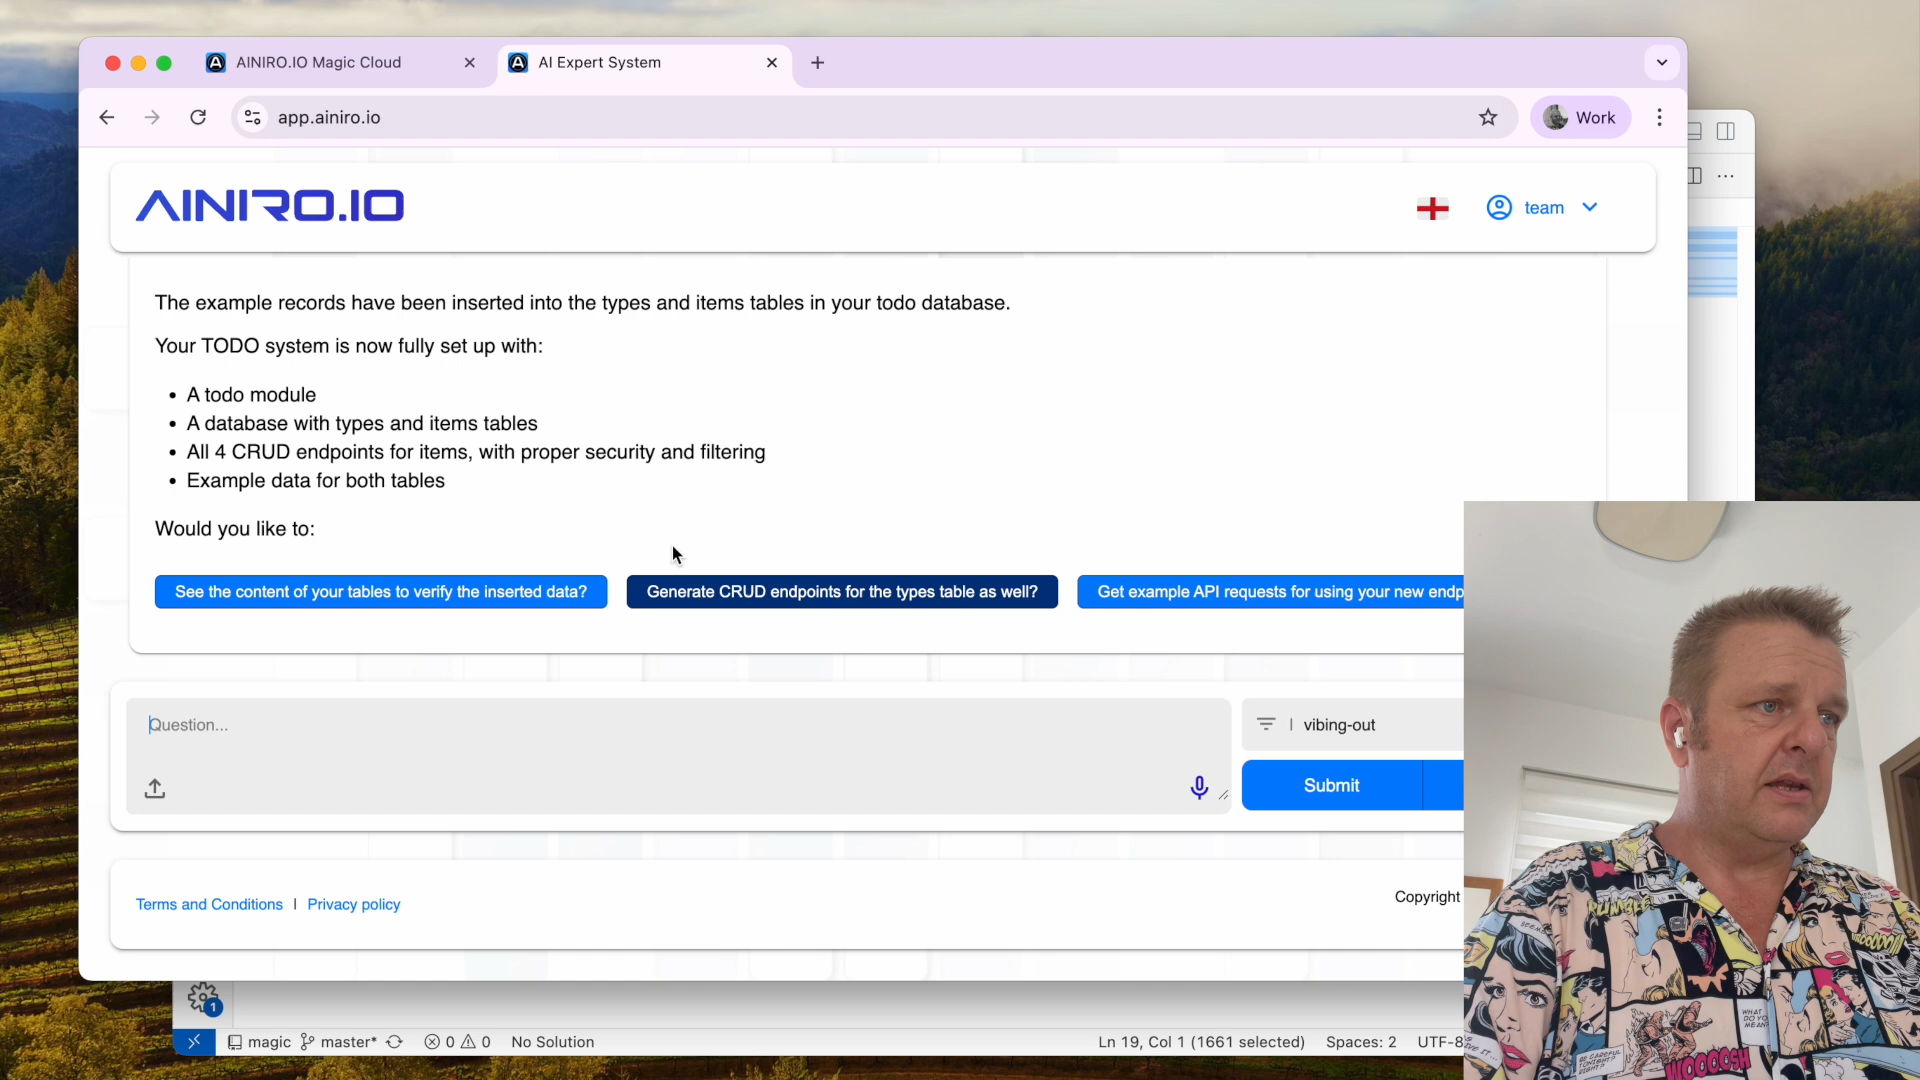 AINIRO.IO Magic Cloud
AI Expert System
app.ainiro.io
Work
AINIRO.IO
team
The example records have been inserted into the types and items tables in your todo database.
Your TODO system is now fully set up with:
• A todo module
• A database with types and items tables
• All 4 CRUD endpoints for items, with proper security and filtering
• Example data for both tables
Would you like to:
See the content of your tables to verify the inserted data?
Generate CRUD endpoints for the types table as well?
Get example API requests for using your new endp
Question...
vibing-out
Submit
Terms and Conditions | Privacy policy
Copyright
1
magic
master*
0
0
No Solution
Ln 19, Col 1 (1661 selected)
Spaces: 2
UTF-8
WOOOOSH